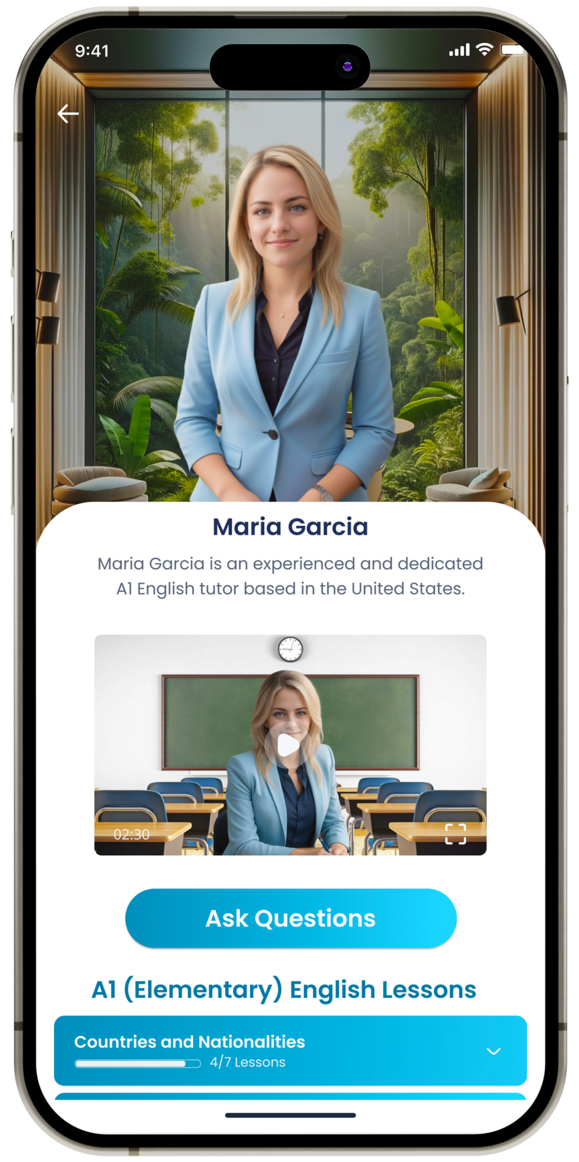 9:41
Maria Garcia
Maria Garcia is an experienced and dedicated
A1 English tutor based in the United States.
02:30
Ask Questions
A1 (Elementary) English Lessons
Countries and Nationalities
4/7 Lessons